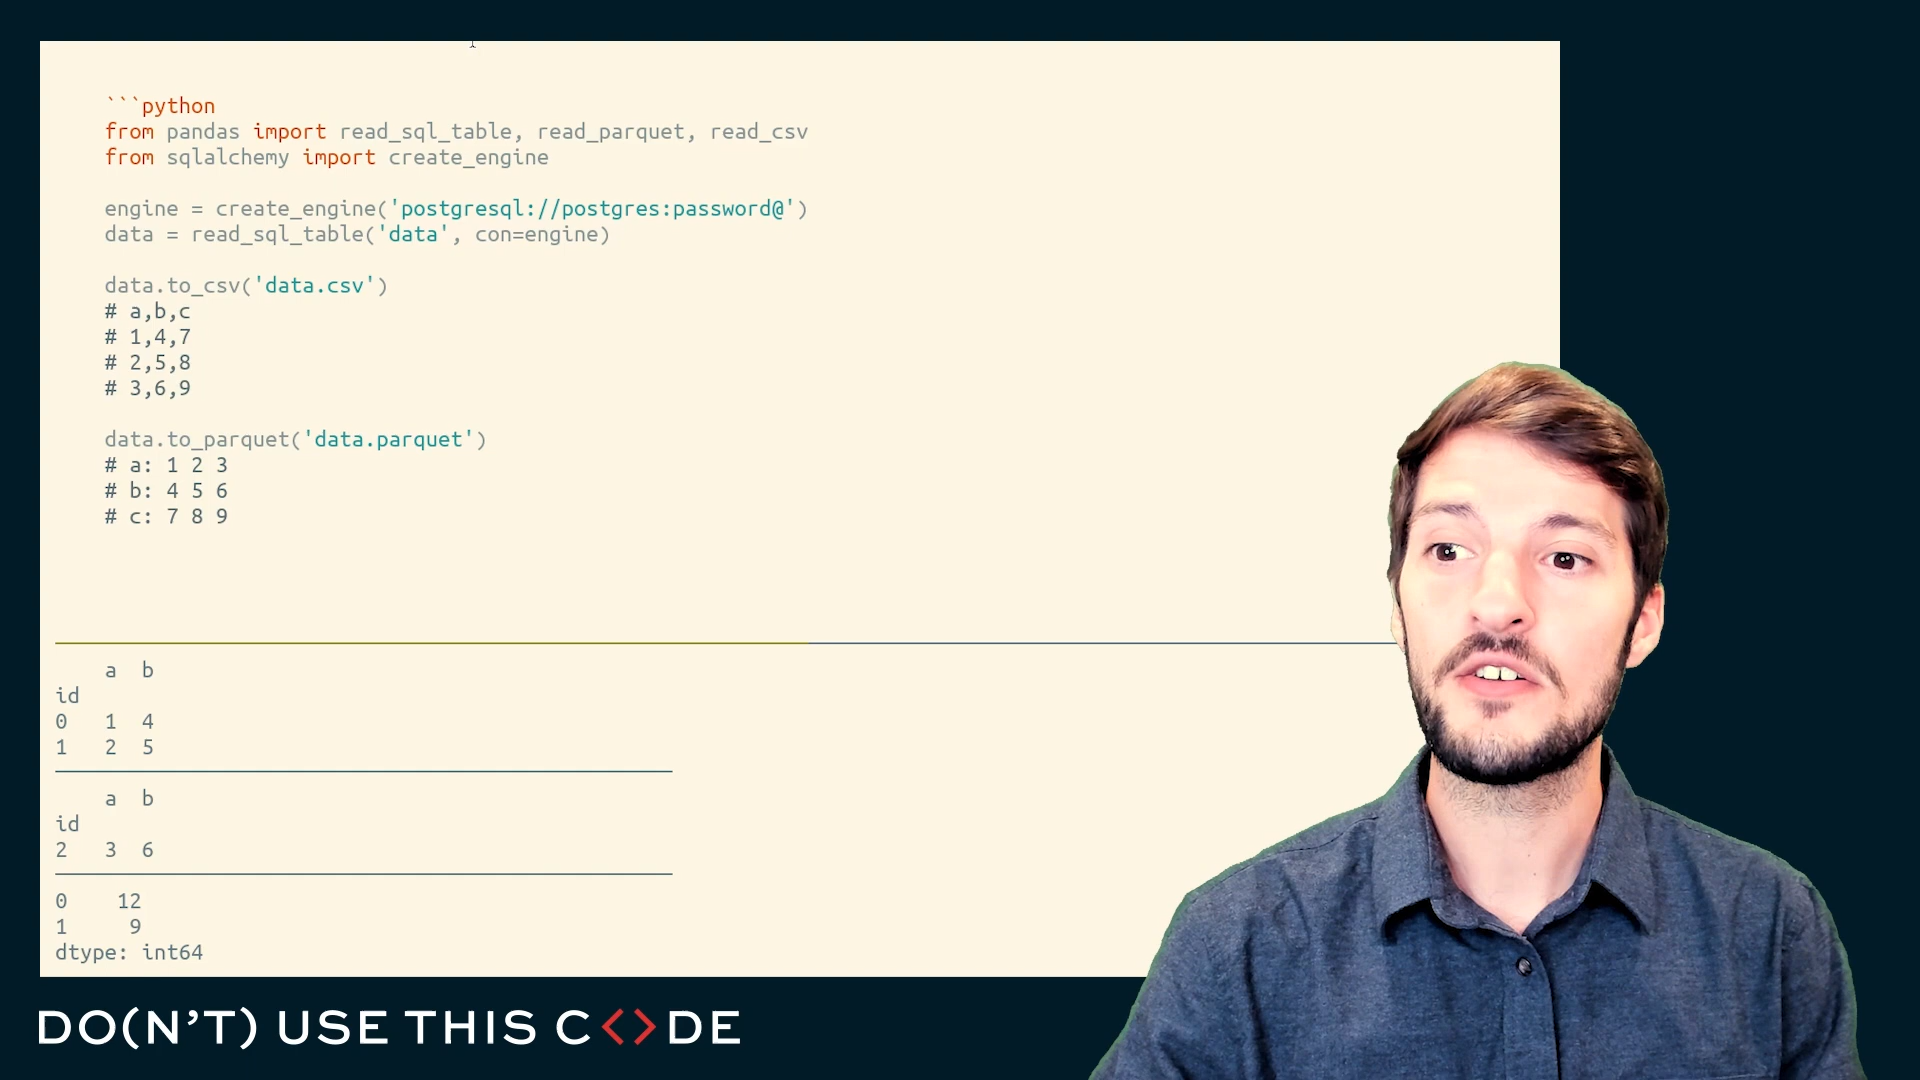 ```python
from pandas import read_sql_table, read_parquet, read_csv
from sqlalchemy import create_engine
engine = create_engine('postgresql://postgres:password@')
data = read_sql_table('data', con=engine)
data.to_csv('data.csv')
# a,b,c
# 1,4,7
# 2,5,8
# 3,6,9
data.to_parquet('data.parquet')
# a: 1 2 3
# b: 4 5 6
# c: 7 8 9
a b
id
0 1 4
1 2 5
a b
id
2 3 6
0 12
1 9
dtype: int64
DO(N'T) USE THIS C<>DE